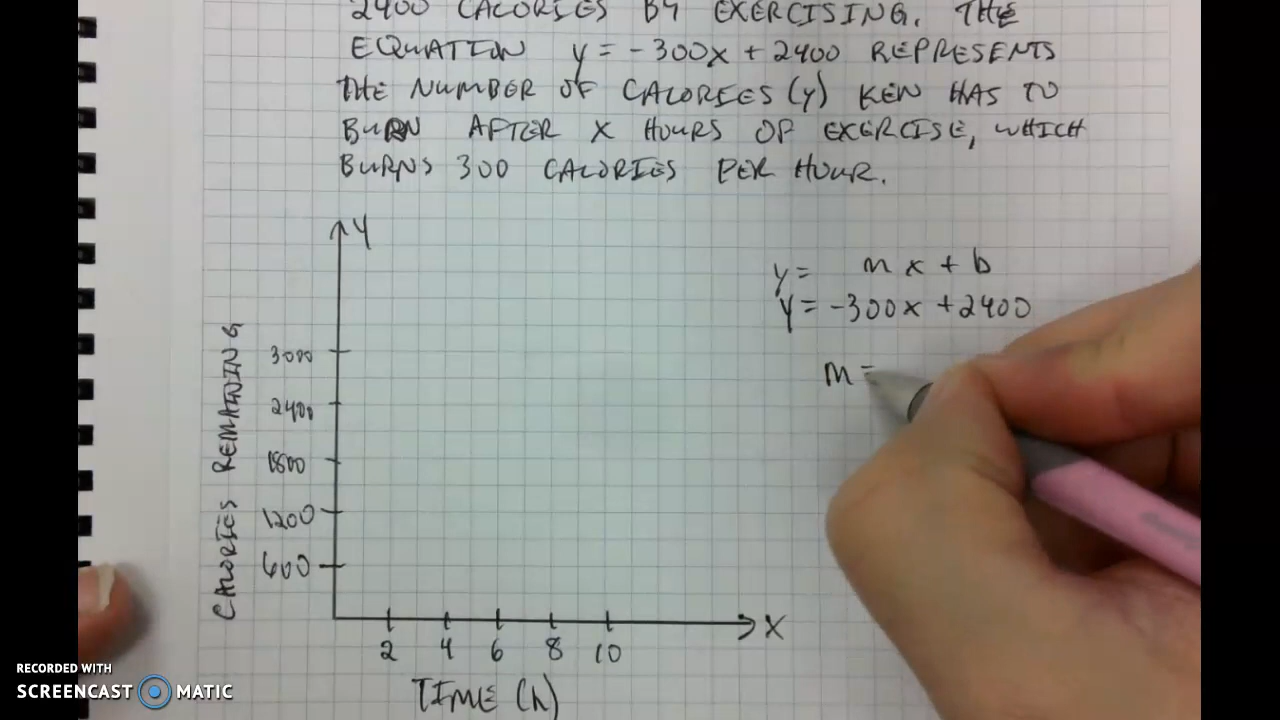 2400 CALORIES BY EXERCISING. THE
EQUATION y = -300x + 2400 REPRESENTS
THE NUMBER OF CALORIES (y) KEN HAS TO
BURN AFTER X HOURS OF EXERCISE, WHICH
BURNS 300 CALORIES PER HOUR.
Y
y = mx + b
y = -300x + 2400
m =
CALORIES REMAINING
3000
2400
1800
1200
600
X
2 4 6 8 10
TIME (h)
RECORDED WITH
SCREENCAST MATIC